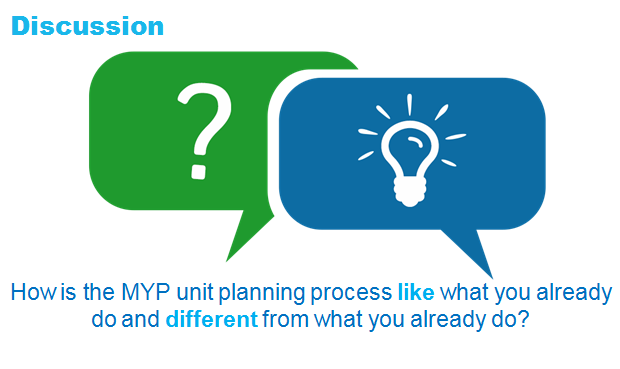 Discussion
?
How is the MYP unit planning process like what you already
do and different from what you already do?